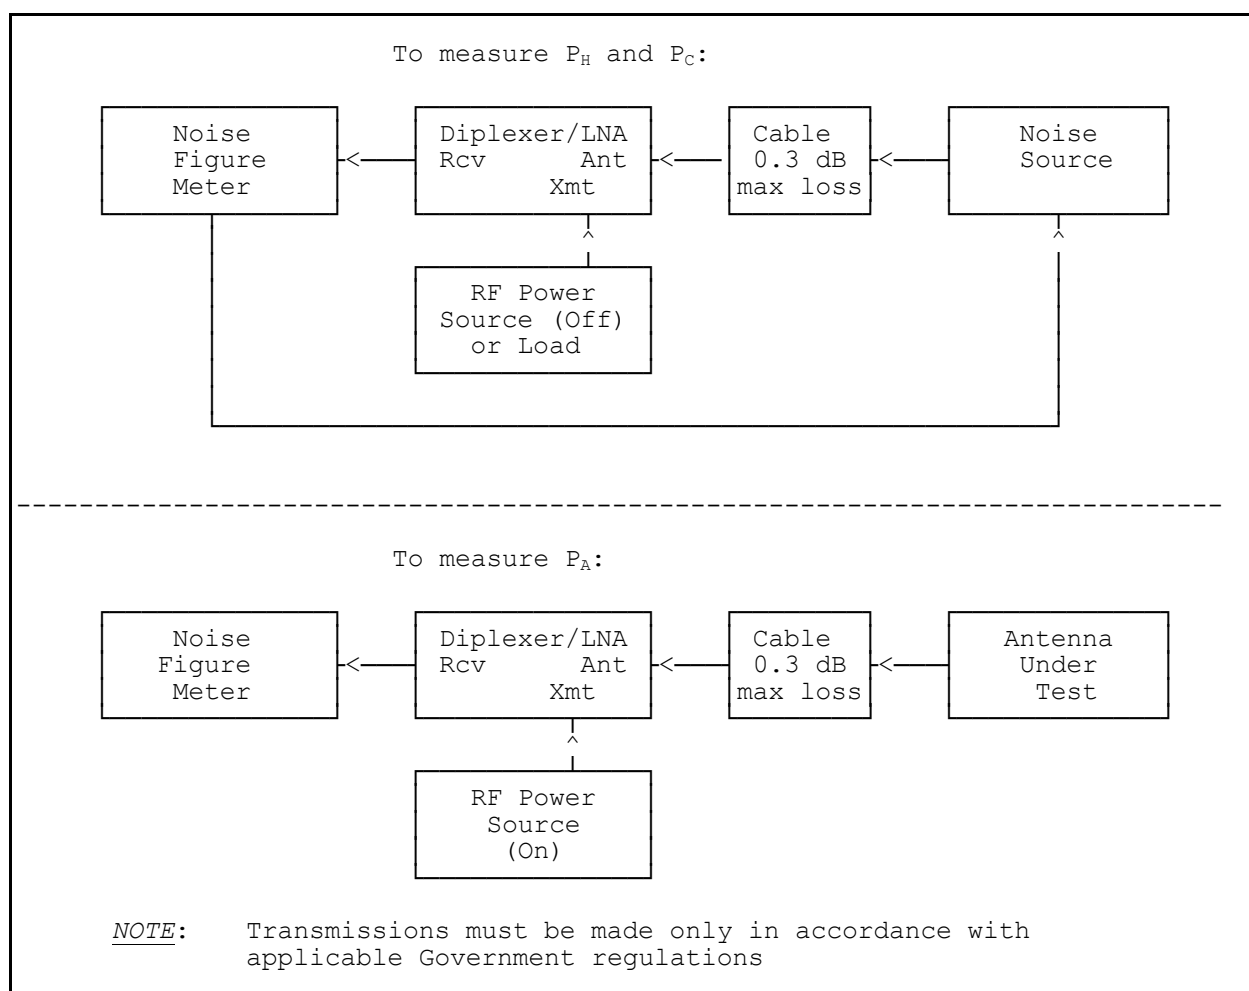 To measure P_H and P_C:
Noise
Figure
Meter
Diplexer/LNA
Rcv Ant
Xmt
Cable
0.3 dB
max loss
Noise
Source
RF Power
Source (Off)
or Load
To measure P_A:
Noise
Figure
Meter
Diplexer/LNA
Rcv Ant
Xmt
Cable
0.3 dB
max loss
Antenna
Under
Test
RF Power
Source
(On)
NOTE: Transmissions must be made only in accordance with
applicable Government regulations